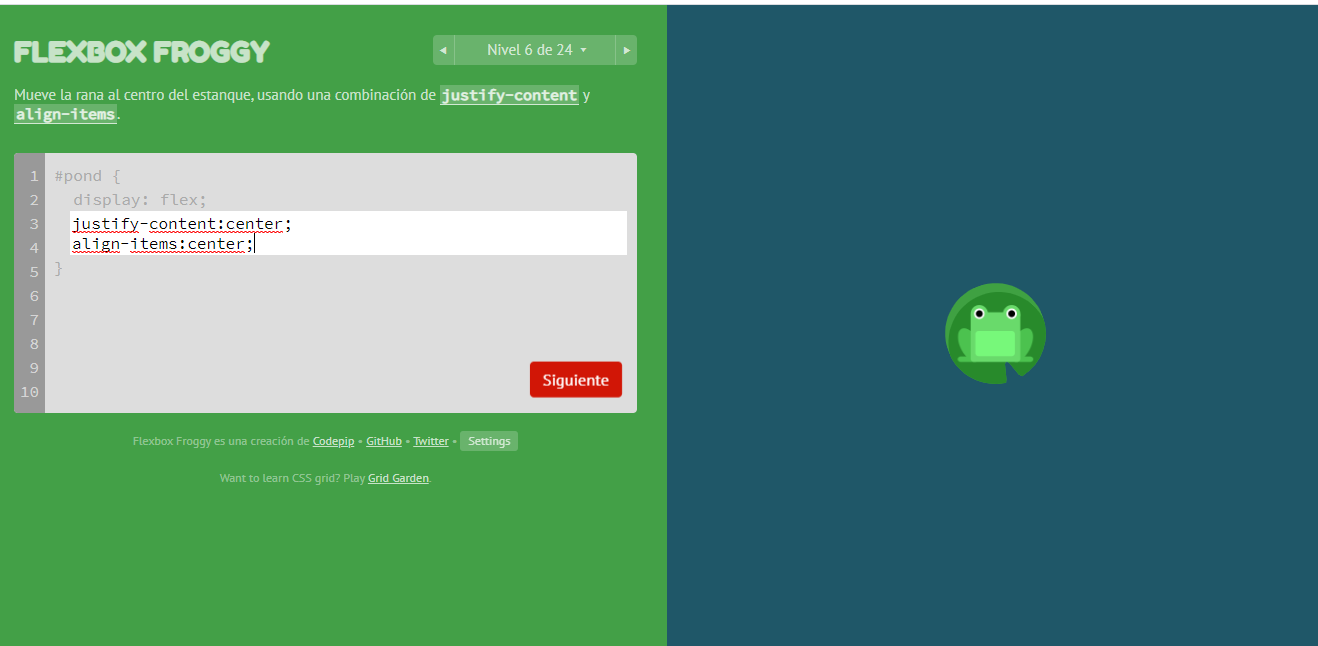 FLEXBOX FROGGY
◀ Nivel 6 de 24 ▾ ▶
Mueve la rana al centro del estanque, usando una combinación de justify-content y
align-items.
1 #pond {
2 display: flex;
3 justify-content:center;
4 align-items:center;
5 }
6
7
8
9
10
Siguiente
Flexbox Froggy es una creación de Codepip • GitHub • Twitter • Settings
Want to learn CSS grid? Play Grid Garden.